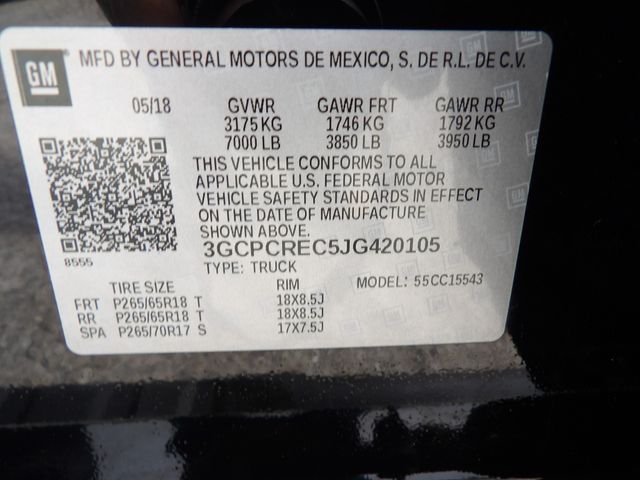 GM MFD BY GENERAL MOTORS DE MEXICO, S. DE R.L. DE C.V.
05/18 GVWR GAWR FRT GAWR RR
3175 KG 1746 KG 1792 KG
7000 LB 3850 LB 3950 LB
THIS VEHICLE CONFORMS TO ALL
APPLICABLE U.S. FEDERAL MOTOR
VEHICLE SAFETY STANDARDS IN EFFECT
ON THE DATE OF MANUFACTURE
SHOWN ABOVE.
8555
3GCPCREC5JG420105
TYPE: TRUCK MODEL: 55CC15543
TIRE SIZE RIM
FRT P265/65R18 T 18X8.5J
RR P265/65R18 T 18X8.5J
SPA P265/70R17 S 17X7.5J